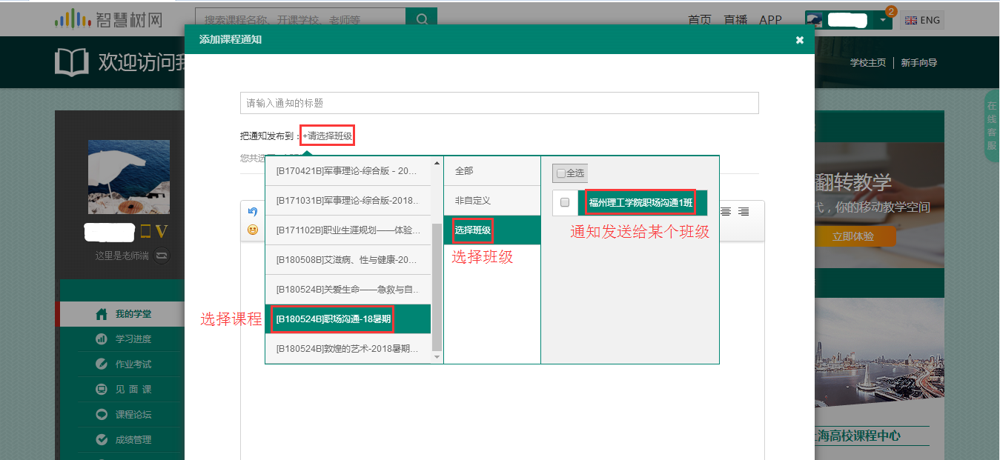 智慧树网
搜索课程名称、开课学校、老师等
首页 直播 APP
2
ENG
添加课程通知
欢迎访问我
学校主页
新手向导
请输入通知的标题
把通知发布到：
+请选择班级
您共选
[B170421B]军事理论-综合版 - 20...
[B171031B]军事理论-综合版-2018..
[B171102B]职业生涯规划——体验...
[B180508B]艾滋病、性与健康-20...
[B180524B]关爱生命——急救与自..
[B180524B]职场沟通-18暑期
[B180524B]敦煌的艺术-2018暑期...
选择课程
全部
非自定义
选择班级
选择班级
全选
福州理工学院职场沟通1班
通知发送给某个班级
V
这里是老师端
我的学堂
学习进度
作业考试
见 面 课
课程论坛
成绩管理
翻转教学
代，你的移动教学空间
立即体验
上海高校课程中心
在线客服